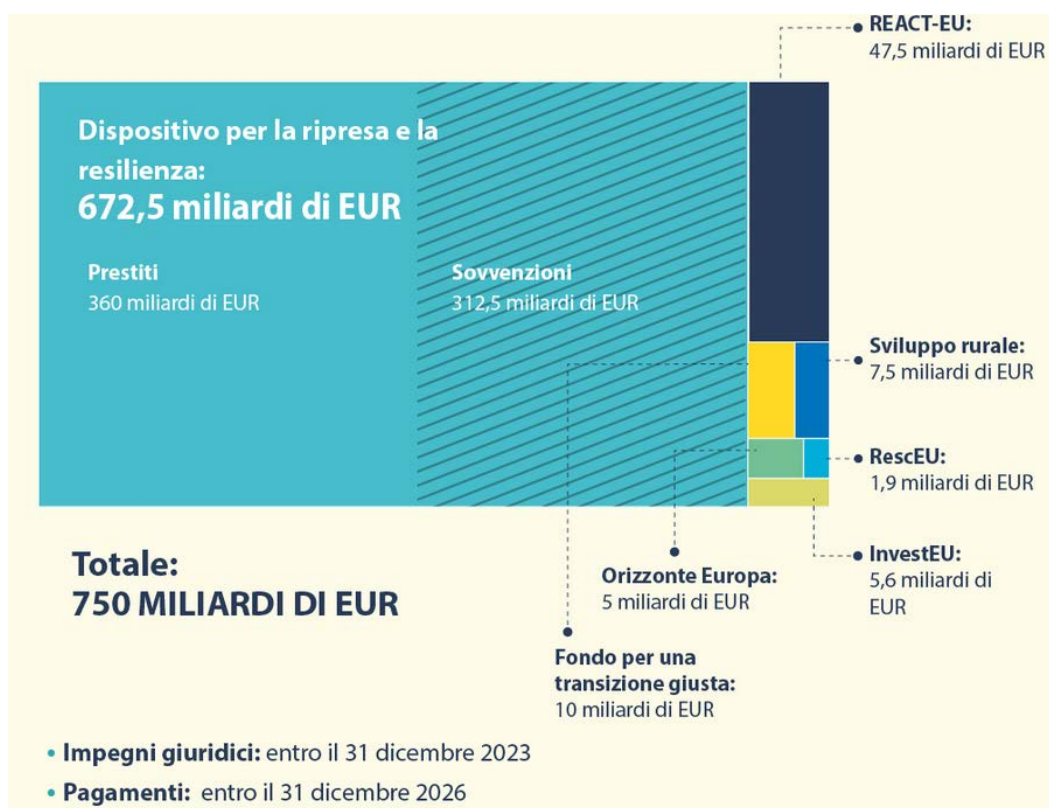 REACT-EU:
47,5 miliardi di EUR
Dispositivo per la ripresa e la
resilienza:
672,5 miliardi di EUR
Prestiti
360 miliardi di EUR
Sovvenzioni
312,5 miliardi di EUR
Sviluppo rurale:
7,5 miliardi di EUR
RescEU:
1,9 miliardi di EUR
InvestEU:
5,6 miliardi di
EUR
Orizzonte Europa:
5 miliardi di EUR
Fondo per una
transizione giusta:
10 miliardi di EUR
Totale:
750 MILIARDI DI EUR
• Impegni giuridici: entro il 31 dicembre 2023
• Pagamenti: entro il 31 dicembre 2026